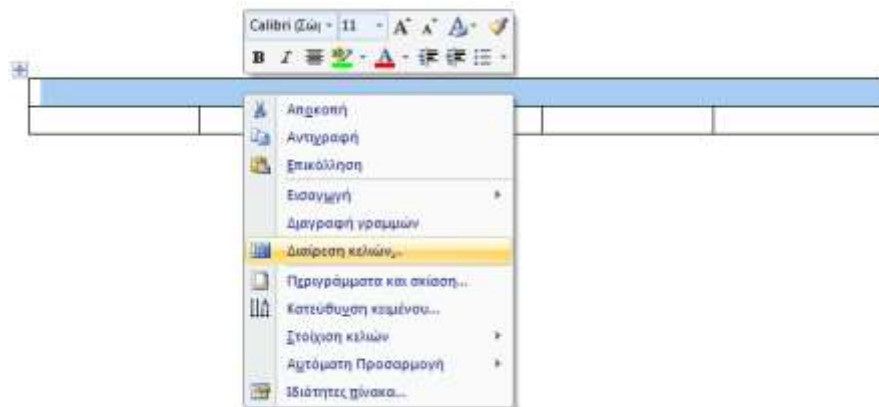 Calibri (Σώμ 11 A A A
B I A
Αποκοπή
Αντιγραφή
Επικόλληση
Εισαγωγή
Διαγραφή γραμμών
Διαίρεση κελιών...
Περιγράμματα και σκίαση...
Κατεύθυνση κειμένου...
Στοίχιση κελιών
Αυτόματη Προσαρμογή
Ιδιότητες πίνακα...